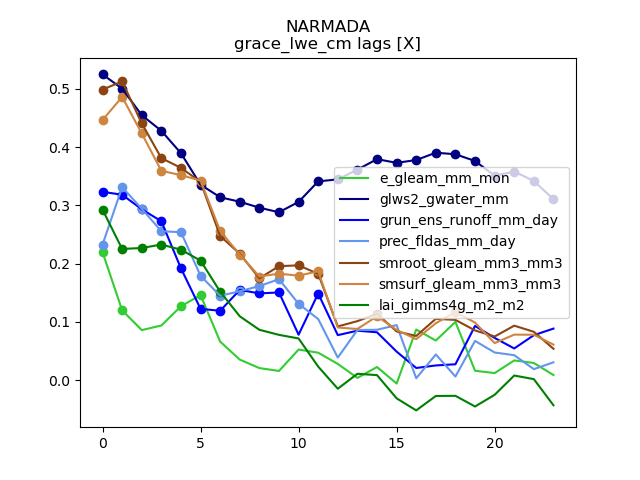 NARMADA
grace_lwe_cm lags [X]
0.5
0.4
0.3
0.2
0.1
0.0
0 5 10 15 20
e_gleam_mm_mon
glws2_gwater_mm
grun_ens_runoff_mm_day
prec_fldas_mm_day
smroot_gleam_mm3_mm3
smsurf_gleam_mm3_mm3
lai_gimms4g_m2_m2